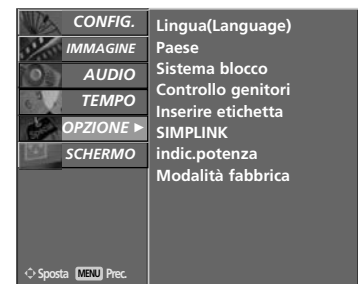 CONFIG.
IMMAGINE
AUDIO
TEMPO
OPZIONE ►
SCHERMO
Lingua(Language)
Paese
Sistema blocco
Controllo genitori
Inserire etichetta
SIMPLINK
indic.potenza
Modalità fabbrica
Sposta MENU Prec.